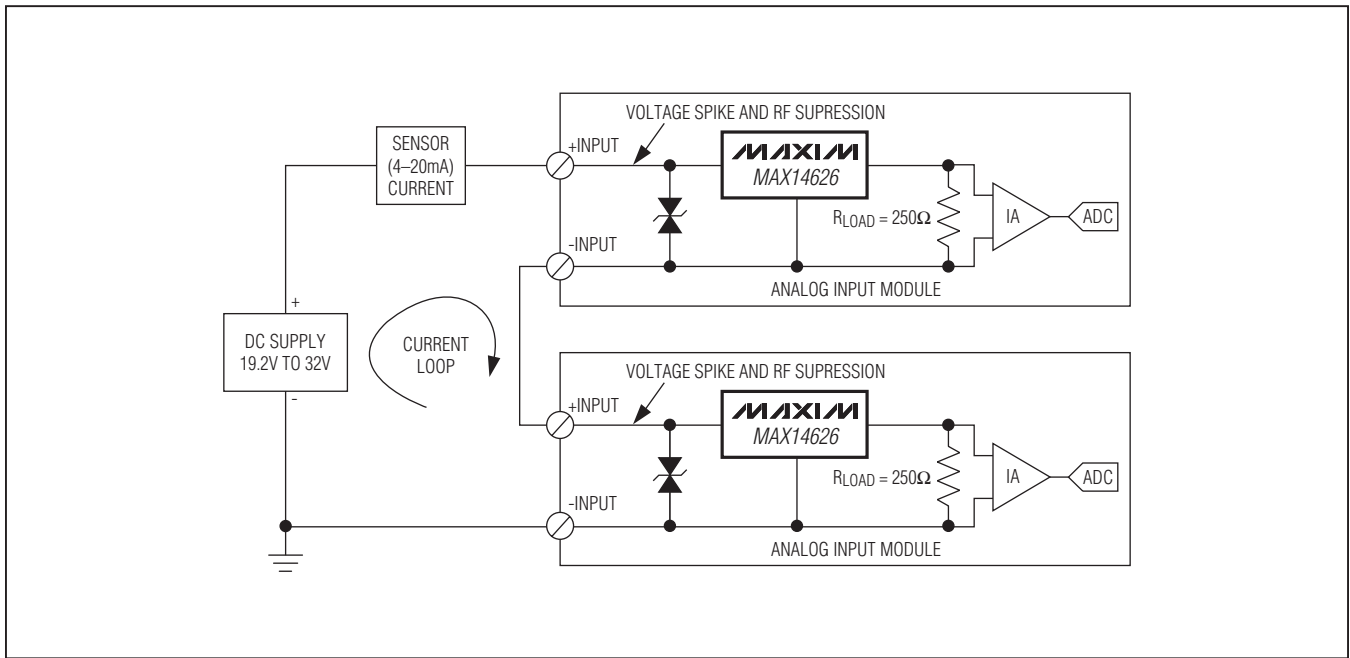 VOLTAGE SPIKE AND RF SUPRESSION
SENSOR
(4–20mA)
CURRENT
+INPUT
MAXIM
MAX14626
RLOAD = 250Ω
IA
ADC
-INPUT
ANALOG INPUT MODULE
+
DC SUPPLY
19.2V TO 32V
-
CURRENT
LOOP
VOLTAGE SPIKE AND RF SUPRESSION
+INPUT
MAXIM
MAX14626
RLOAD = 250Ω
IA
ADC
-INPUT
ANALOG INPUT MODULE